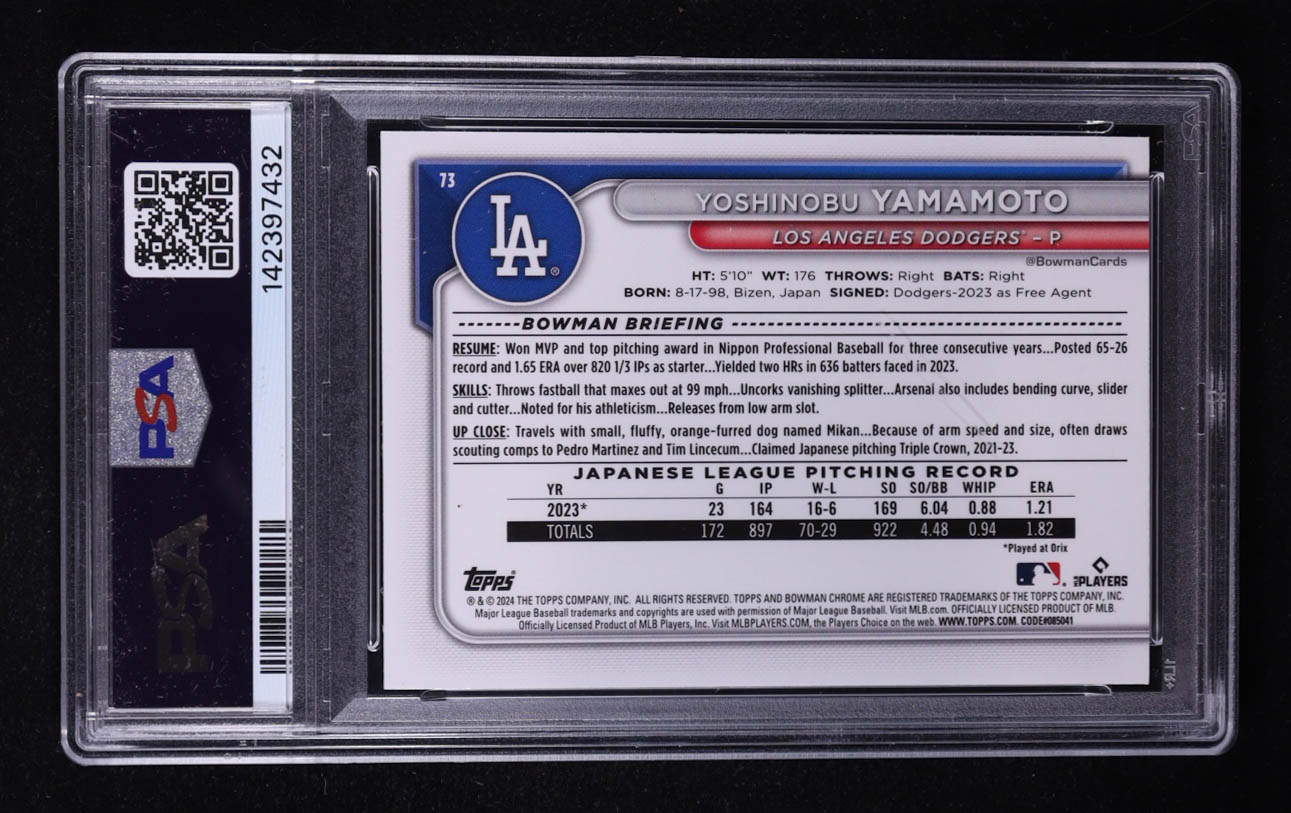 142397432
PSA
PSA
PSA
73
YOSHINOBU YAMAMOTO
LA®
LOS ANGELES DODGERS® – P
@BowmanCards
HT: 5'10" WT: 176 THROWS: Right BATS: Right
BORN: 8-17-98, Bizen, Japan SIGNED: Dodgers-2023 as Free Agent
BOWMAN BRIEFING
RESUME: Won MVP and top pitching award in Nippon Professional Baseball for three consecutive years...Posted 65-26
record and 1.65 ERA over 820 1/3 IPs as starter...Yielded two HRs in 636 batters faced in 2023.
SKILLS: Throws fastball that maxes out at 99 mph...Uncorks vanishing splitter...Arsenal also includes bending curve, slider
and cutter...Noted for his athleticism...Releases from low arm slot.
UP CLOSE: Travels with small, fluffy, orange-furred dog named Mikan...Because of arm speed and size, often draws
scouting comps to Pedro Martinez and Tim Lincecum...Claimed Japanese pitching Triple Crown, 2021-23.
JAPANESE LEAGUE PITCHING RECORD
YR G IP W-L SO SO/BB WHIP ERA
2023* 23 164 16-6 169 6.04 0.88 1.21
TOTALS 172 897 70-29 922 4.48 0.94 1.82
*Played at Orix
Topps® MLB PLAYERS
® & © 2024 THE TOPPS COMPANY, INC. ALL RIGHTS RESERVED. TOPPS AND BOWMAN CHROME ARE REGISTERED TRADEMARKS OF THE TOPPS COMPANY, INC.
Major League Baseball trademarks and copyrights are used with permission of Major League Baseball. Visit MLB.com. OFFICIALLY LICENSED PRODUCT OF MLB.
Officially Licensed Product of MLB Players, Inc. Visit MLBPLAYERS.COM, the Players Choice on the web. WWW.TOPPS.COM. CODE#085041